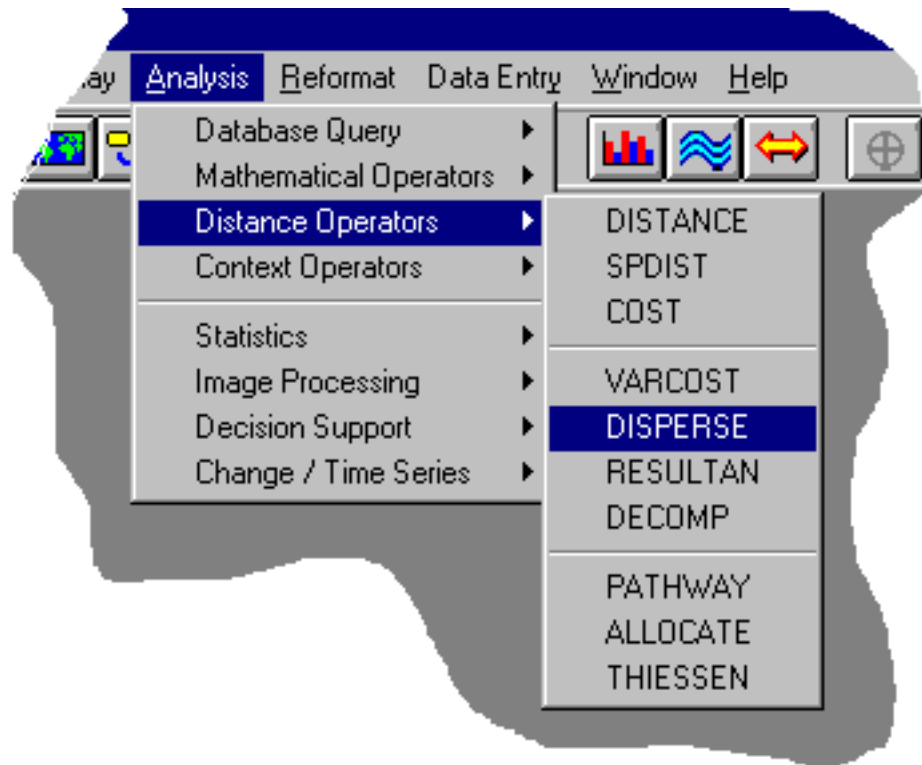 ay Analysis Reformat Data Entry Window Help
Database Query
Mathematical Operators
Distance Operators
Context Operators
Statistics
Image Processing
Decision Support
Change / Time Series
DISTANCE
SPDIST
COST
VARCOST
DISPERSE
RESULTAN
DECOMP
PATHWAY
ALLOCATE
THIESSEN